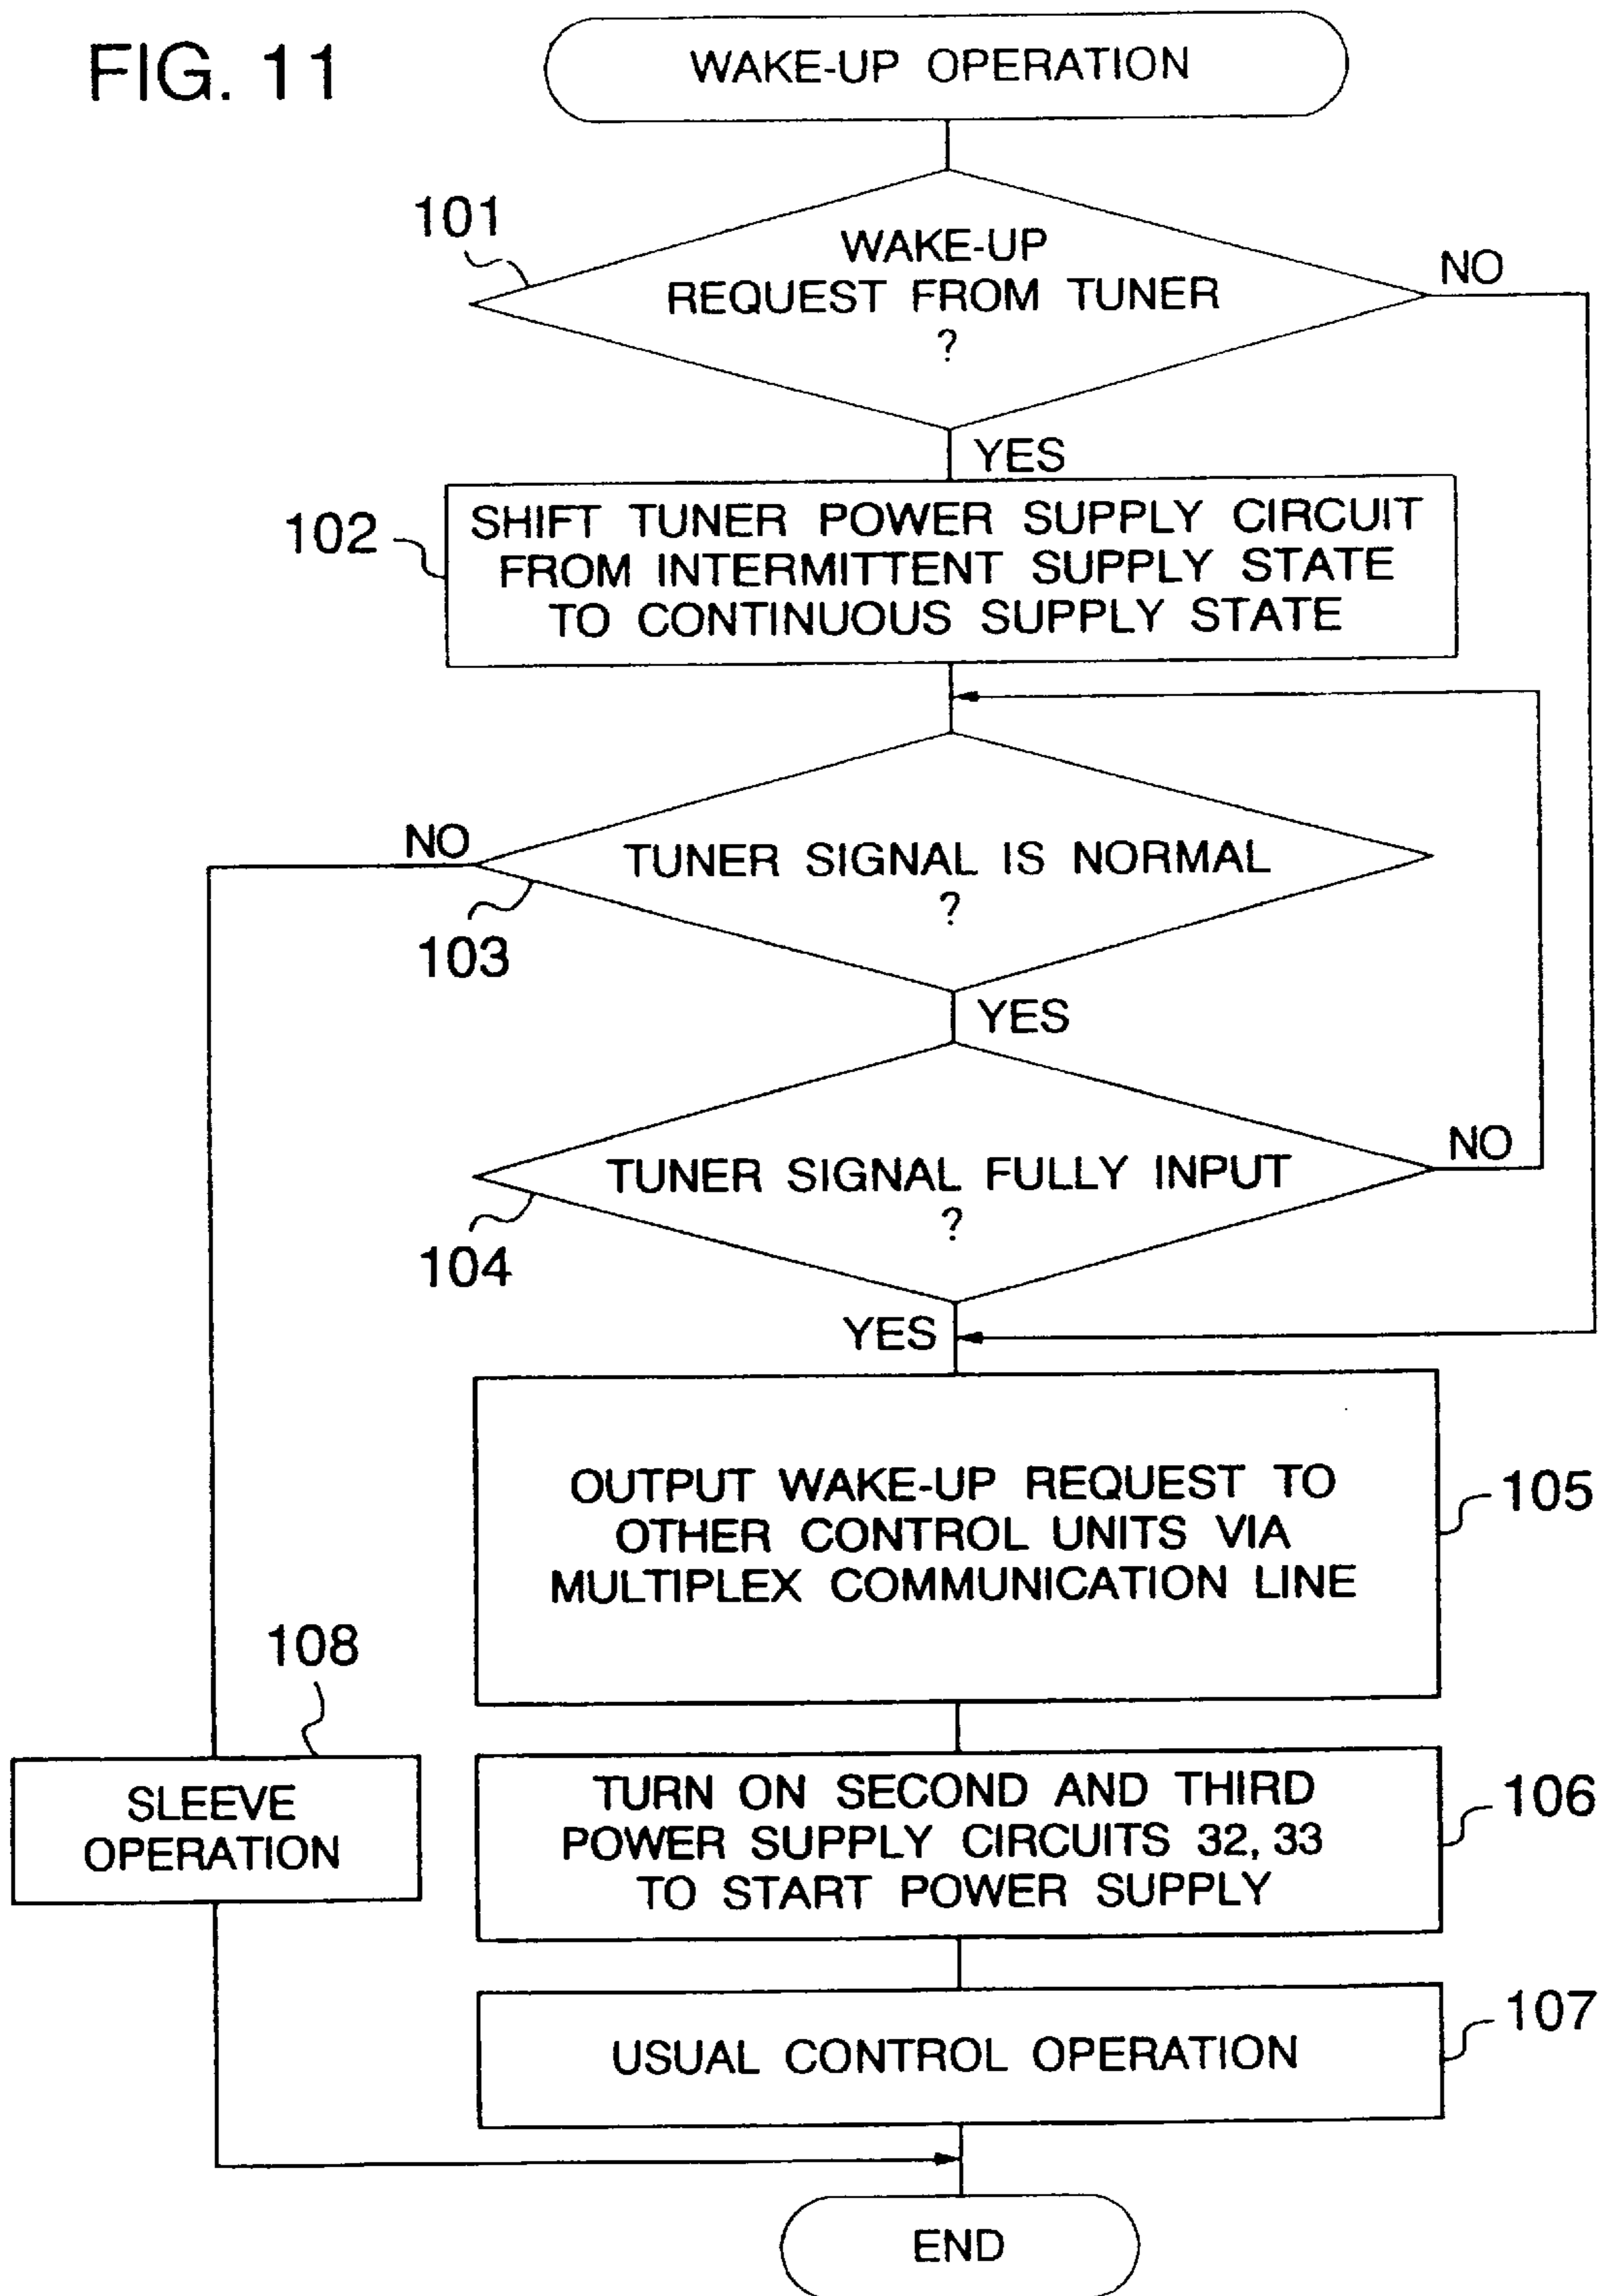 FIG. 11
WAKE-UP OPERATION
101
WAKE-UP
REQUEST FROM TUNER
?
NO
YES
102
SHIFT TUNER POWER SUPPLY CIRCUIT
FROM INTERMITTENT SUPPLY STATE
TO CONTINUOUS SUPPLY STATE
NO
TUNER SIGNAL IS NORMAL
?
103
YES
TUNER SIGNAL FULLY INPUT
?
NO
104
YES
OUTPUT WAKE-UP REQUEST TO
OTHER CONTROL UNITS VIA
MULTIPLEX COMMUNICATION LINE
105
108
SLEEVE
OPERATION
TURN ON SECOND AND THIRD
POWER SUPPLY CIRCUITS 32, 33
TO START POWER SUPPLY
106
USUAL CONTROL OPERATION
107
END